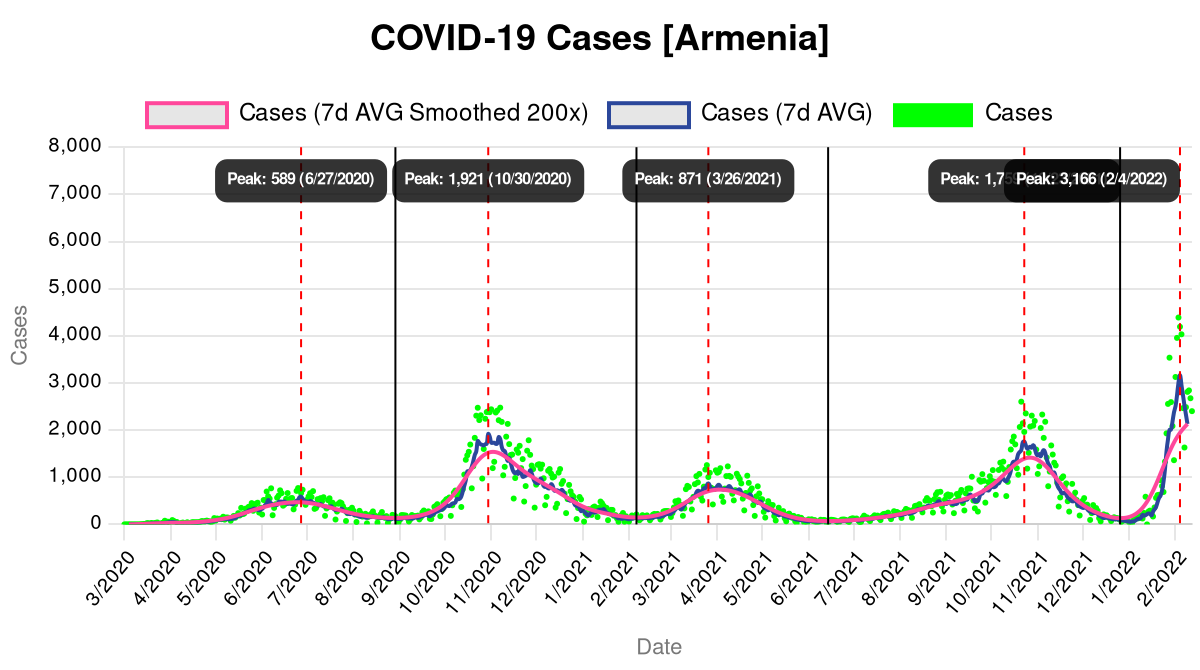 COVID-19 Cases [Armenia]
Cases (7d AVG Smoothed 200x) Cases (7d AVG) Cases
8,000
7,000
6,000
5,000
4,000
3,000
2,000
1,000
0
Cases
Peak: 589 (6/27/2020) Peak: 1,921 (10/30/2020) Peak: 871 (3/26/2021) Peak: Peak: 3,166 (2/4/2022)
3/2020 4/2020 5/2020 6/2020 7/2020 8/2020 9/2020 10/2020 11/2020 12/2020 1/2021 2/2021 3/2021 4/2021 5/2021 6/2021 7/2021 8/2021 9/2021 10/2021 11/2021 12/2021 1/2022 2/2022
Date